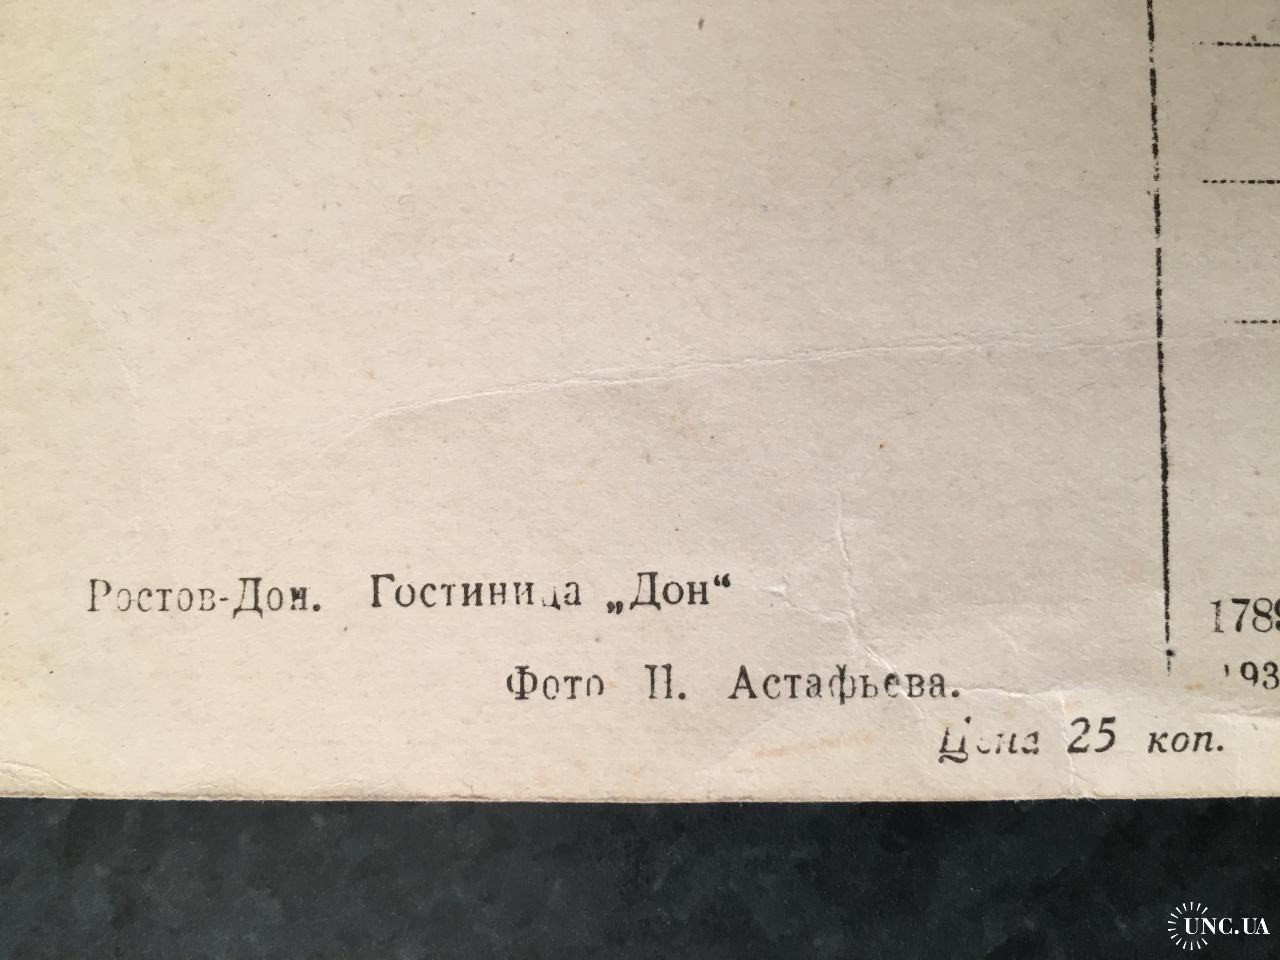 Ростов-Дон. Гостиница „Дон“
Фото П. Астафьева.
Цена 25 коп.
UNC.UA